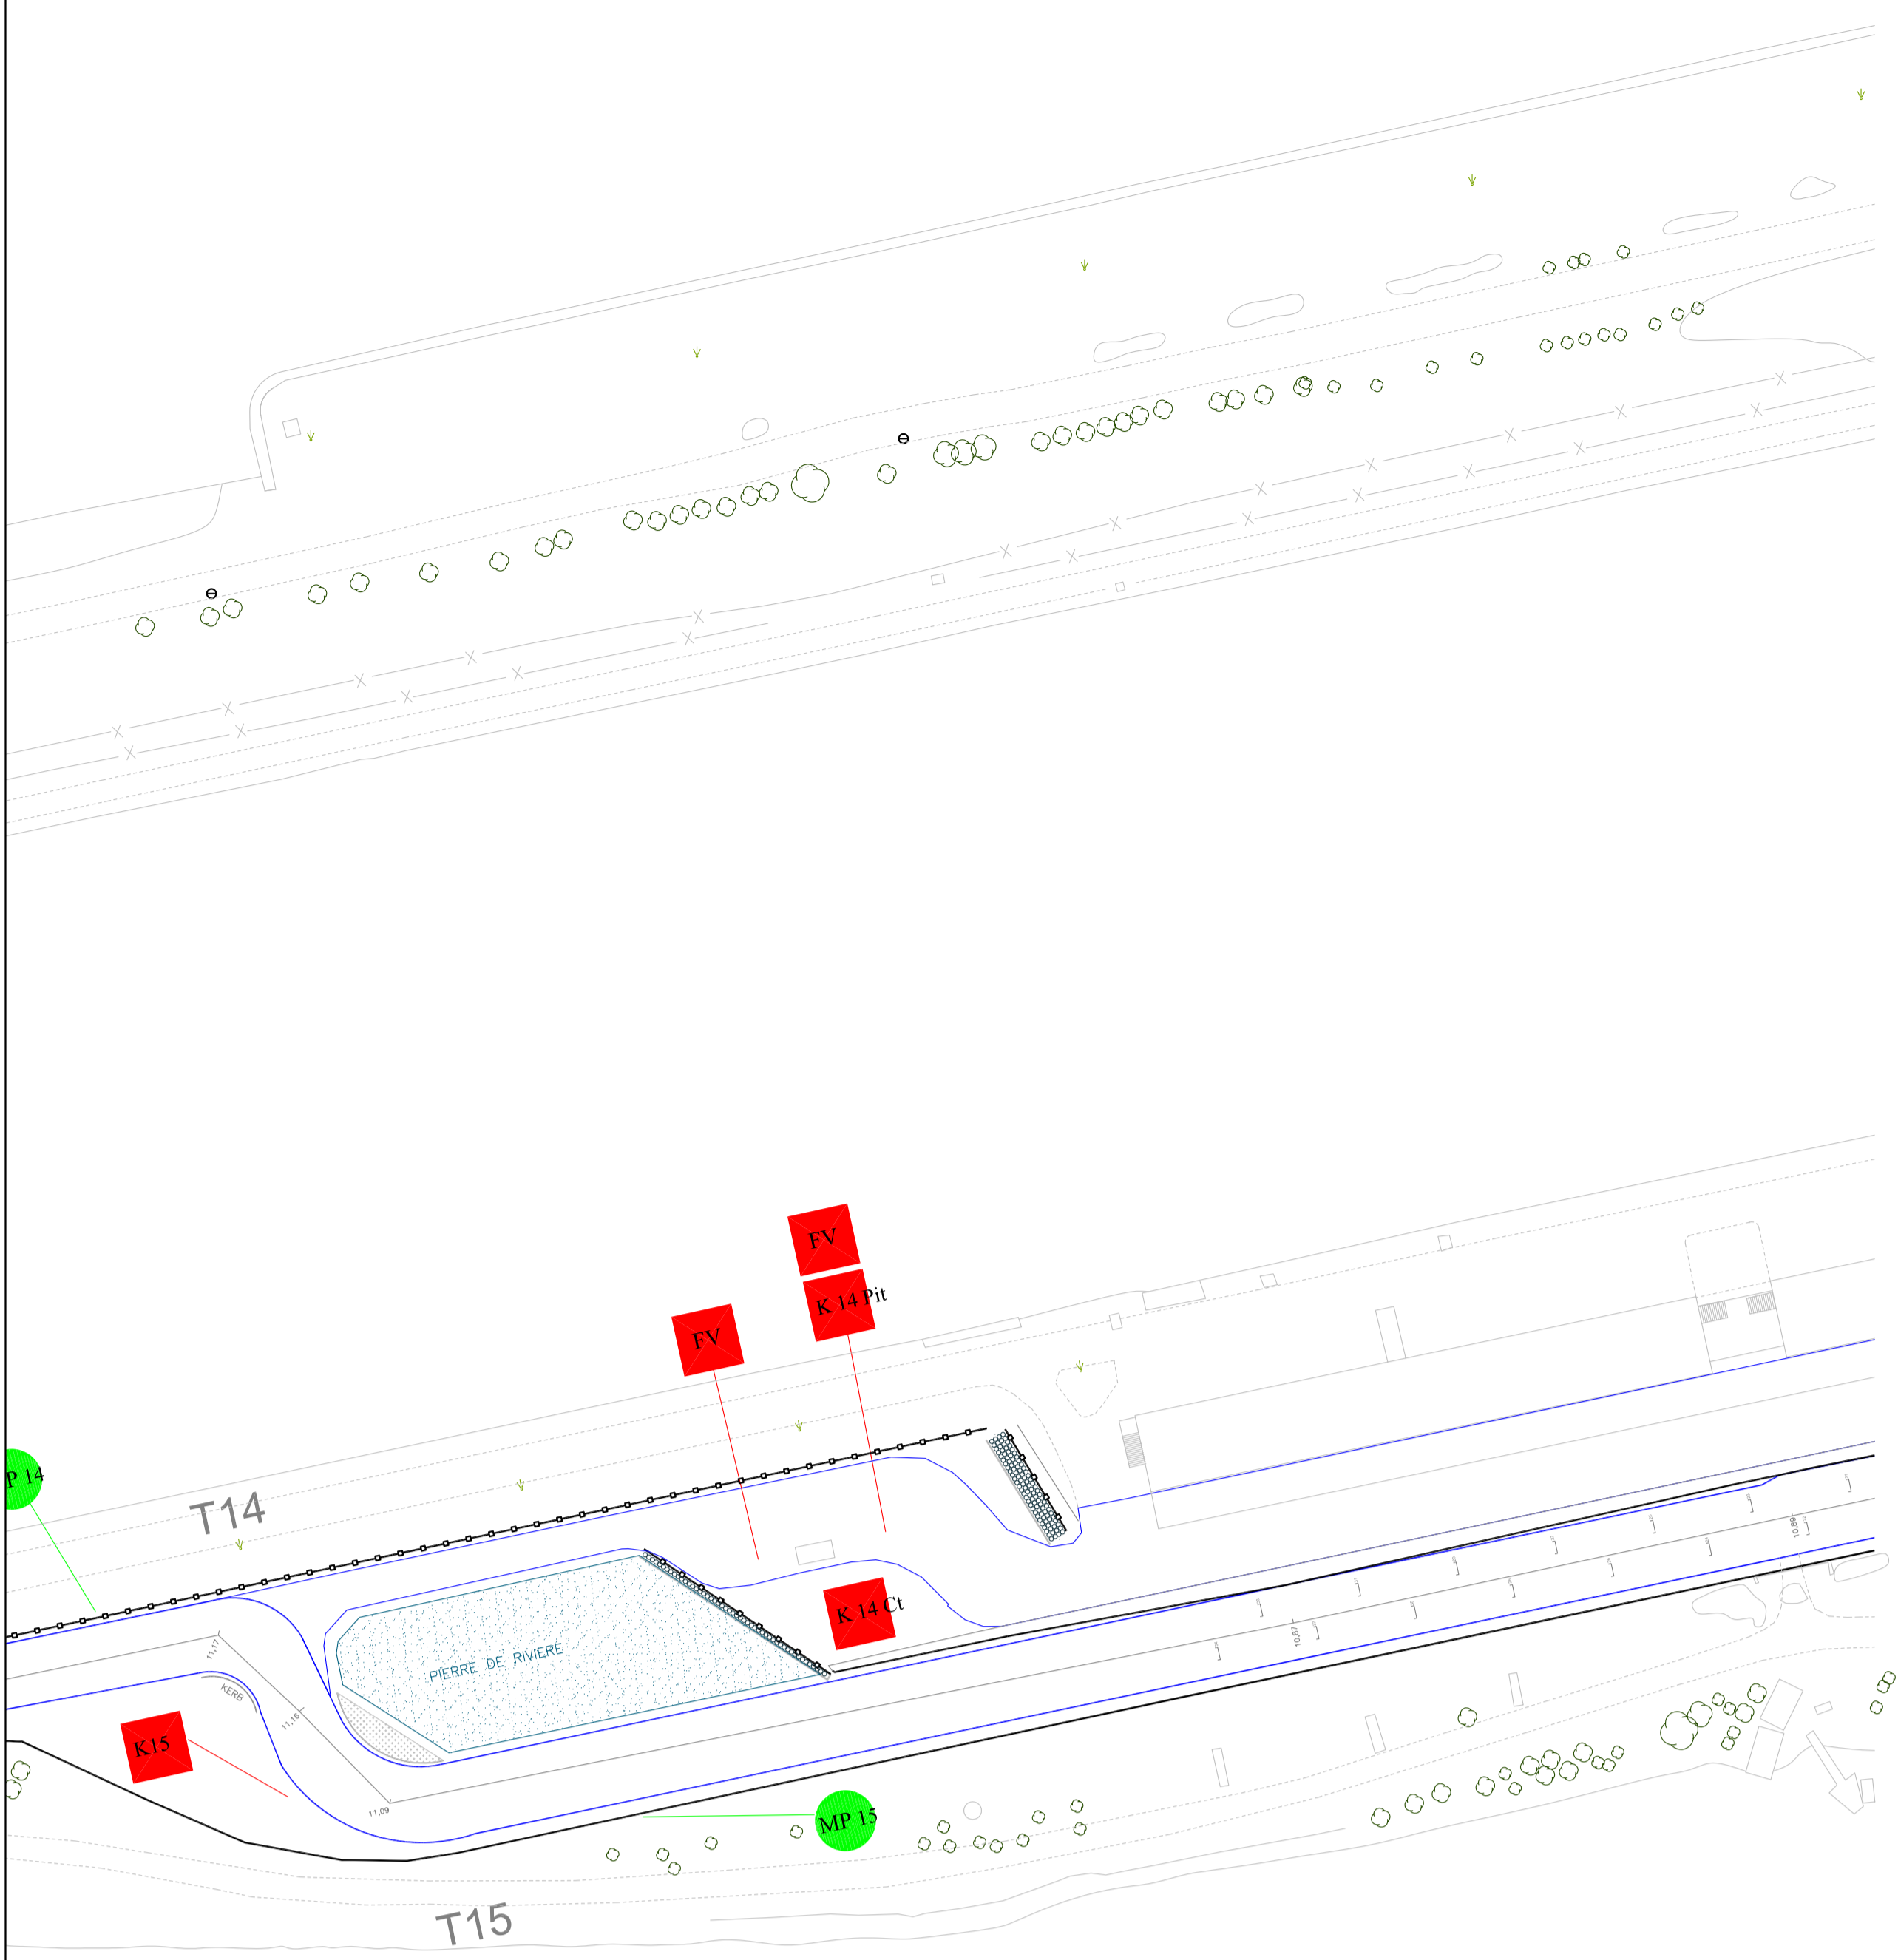 FV
K 14 Pit
FV
P 14
T14
K 14 Ct
11,17
PIERRE DE RIVIERE
KERB
11,16
K15
11,09
MP 15
T15
10,87
10,89